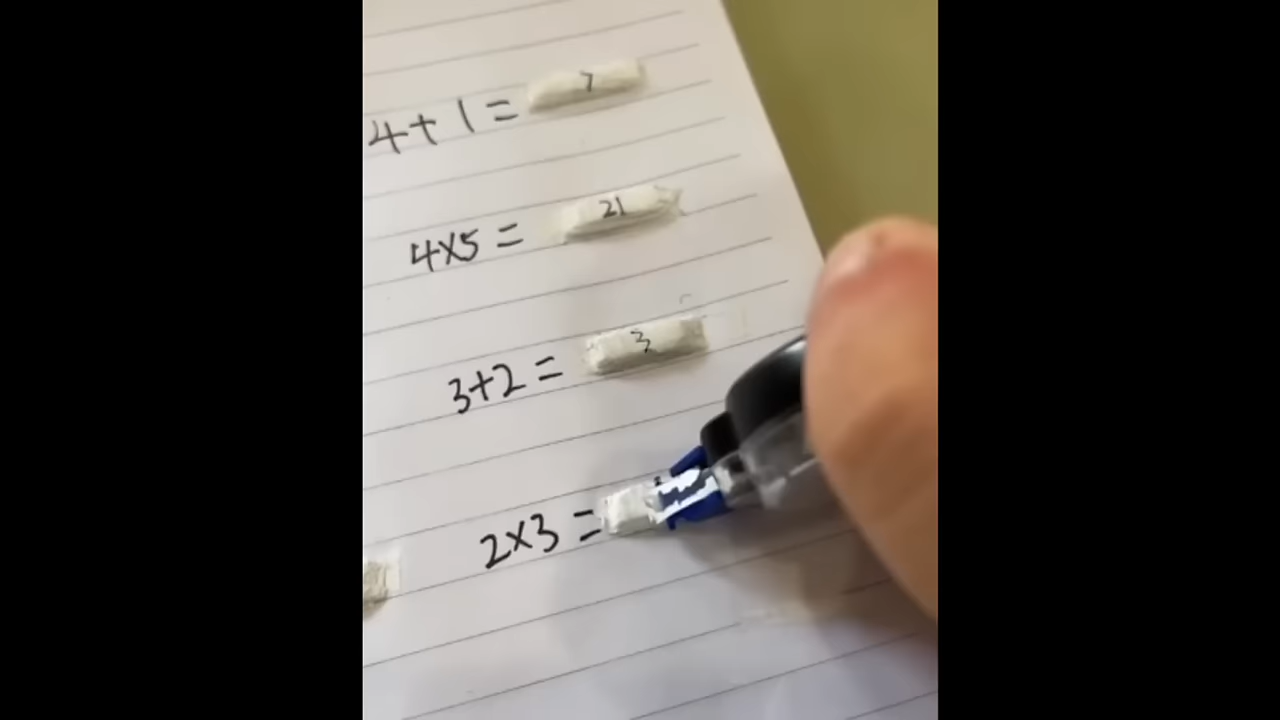 4+1= 7
4x5= 21
3+2= 3
2x3=